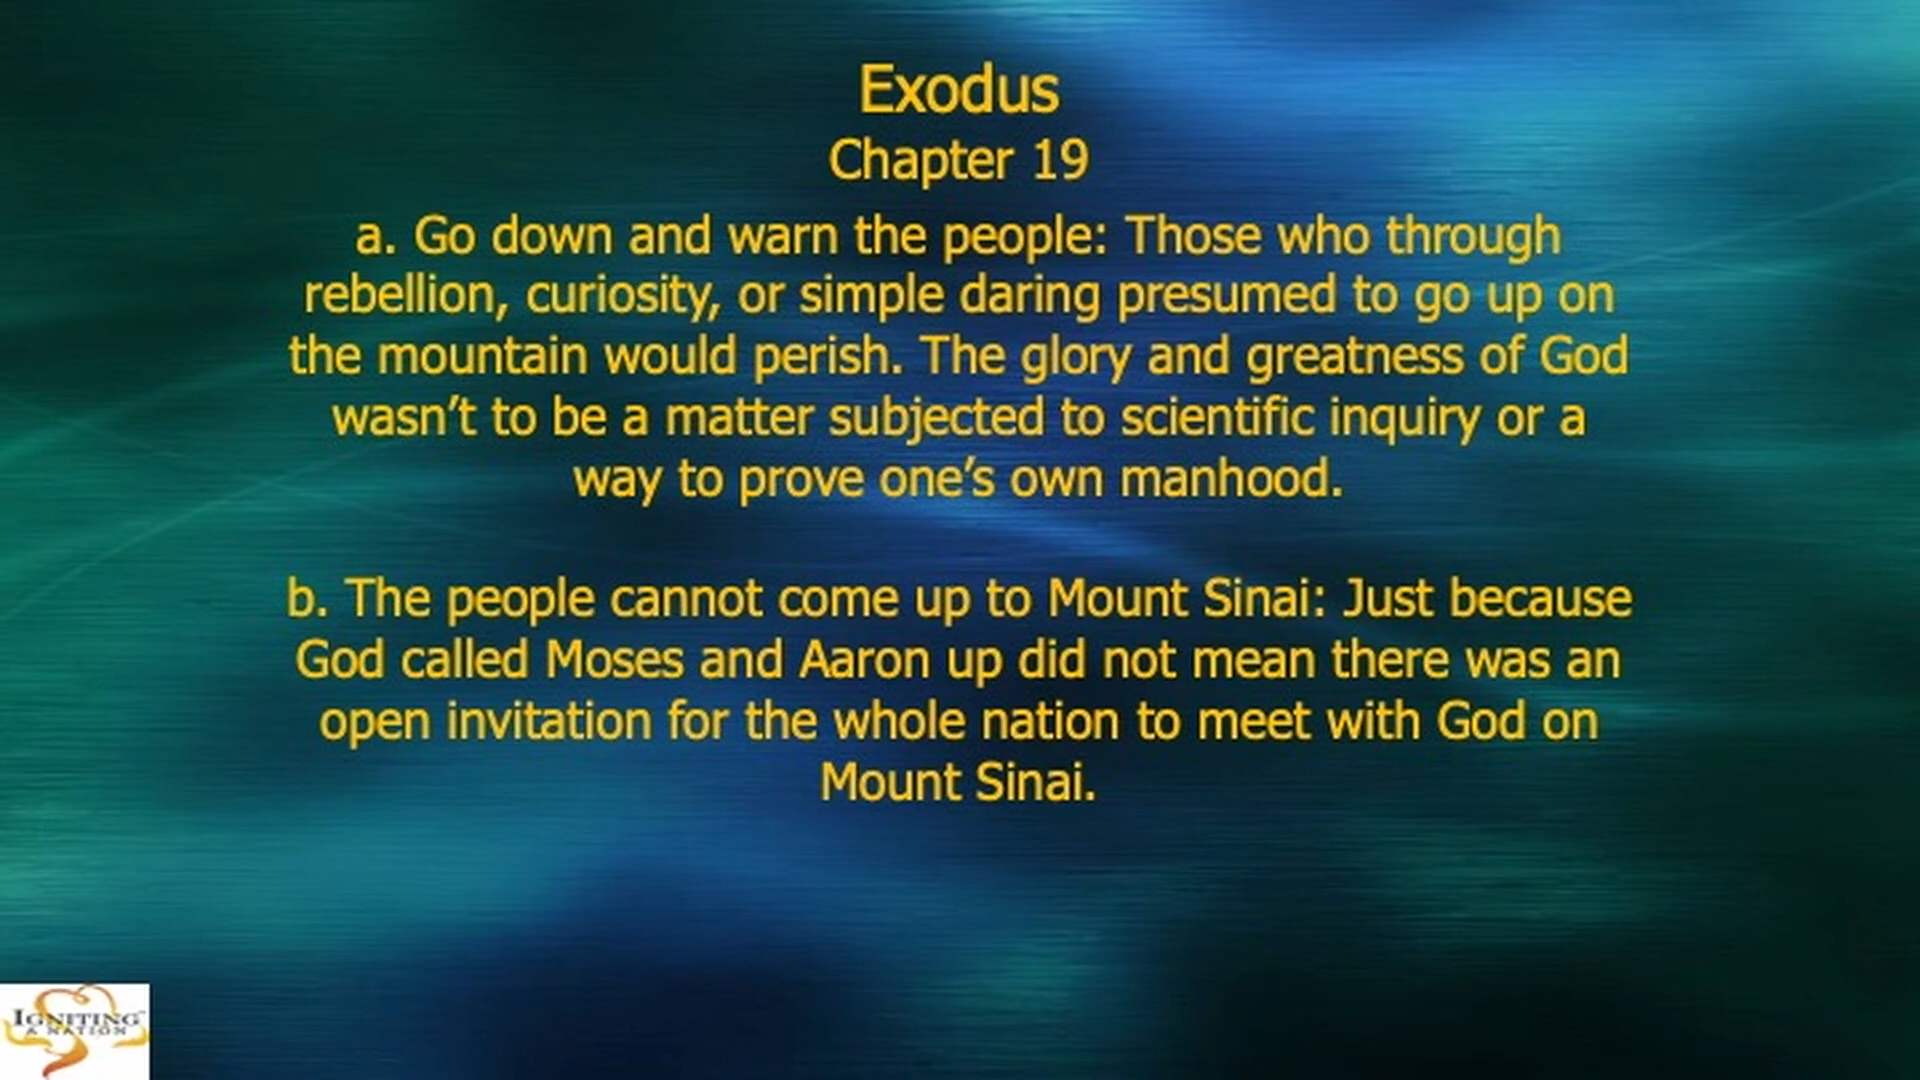 Exodus
Chapter 19
a. Go down and warn the people: Those who through
rebellion, curiosity, or simple daring presumed to go up on
the mountain would perish. The glory and greatness of God
wasn’t to be a matter subjected to scientific inquiry or a
way to prove one’s own manhood.
b. The people cannot come up to Mount Sinai: Just because
God called Moses and Aaron up did not mean there was an
open invitation for the whole nation to meet with God on
Mount Sinai.
IGNITING
A NATION